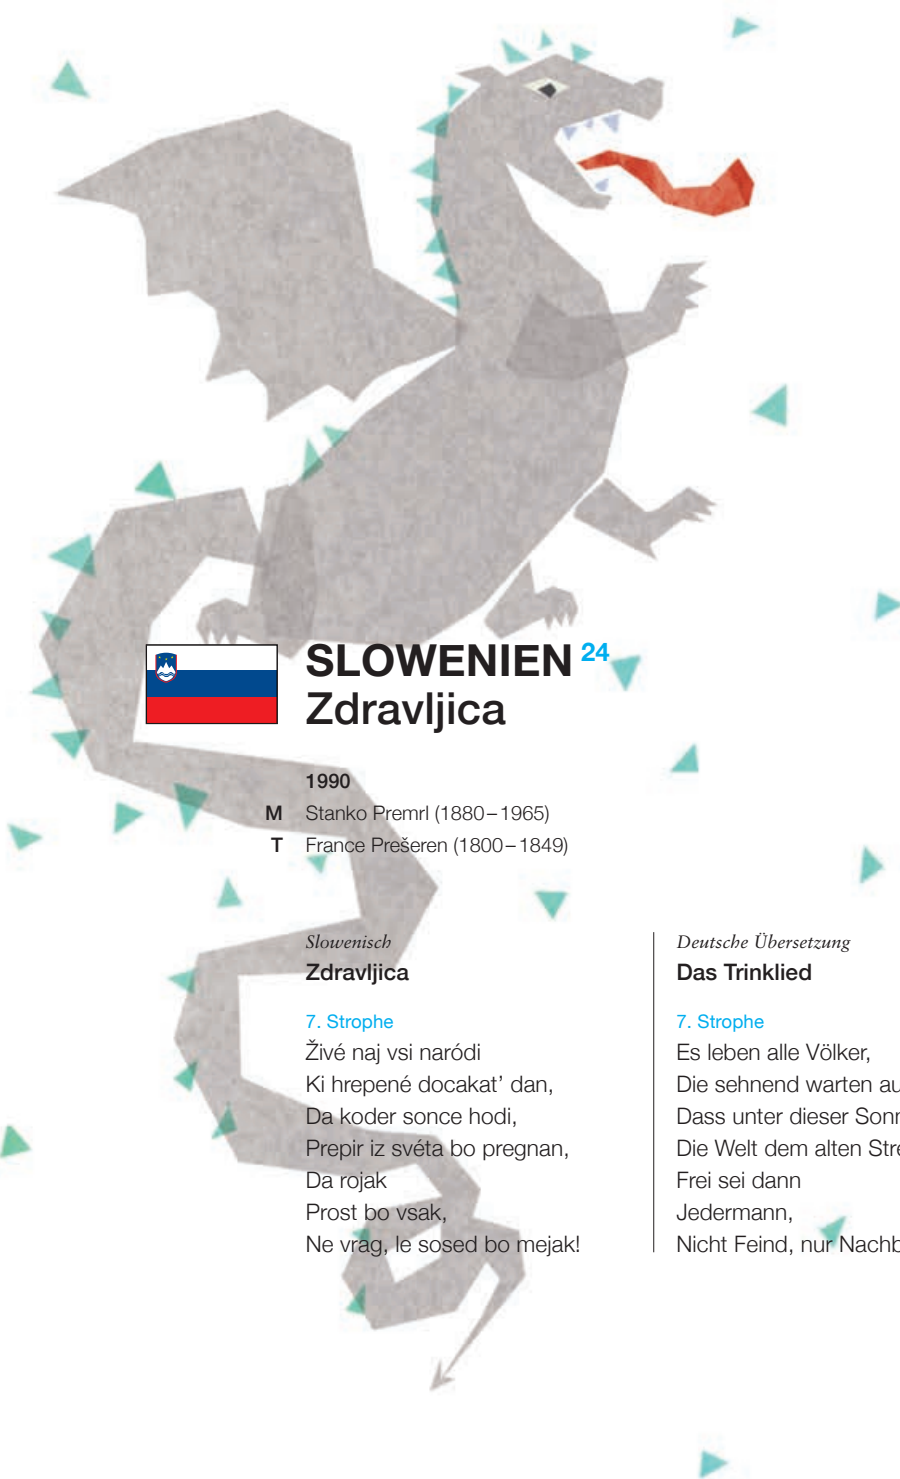 SLOWENIEN 24
Zdravljica
1990
M Stanko Premrl (1880–1965)
T France Prešeren (1800–1849)
Slowenisch
Zdravljica
7. Strophe
Živé naj vsi naródi
Ki hrepené docakat’ dan,
Da koder sonce hodi,
Prepir iz svéta bo pregnan,
Da rojak
Prost bo vsak,
Ne vrag, le sosed bo mejak!
Deutsche Übersetzung
Das Trinklied
7. Strophe
Es leben alle Völker,
Die sehnend warten
Dass unter dieser
Die Welt dem alten
Frei sei dann
Jedermann,
Nicht Feind, nur